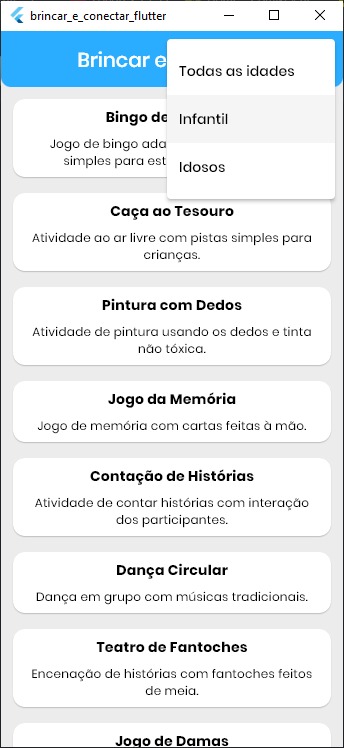 brincar_e_conectar_flutter
Brincar e
Todas as idades
Infantil
Idosos
Bingo de
Jogo de bingo ada
simples para est
Caça ao Tesouro
Atividade ao ar livre com pistas simples para
crianças.
Pintura com Dedos
Atividade de pintura usando os dedos e tinta
não tóxica.
Jogo da Memória
Jogo de memória com cartas feitas à mão.
Contação de Histórias
Atividade de contar histórias com interação
dos participantes.
Dança Circular
Dança em grupo com músicas tradicionais.
Teatro de Fantoches
Encenação de histórias com fantoches feitos
de meia.
Jogo de Damas